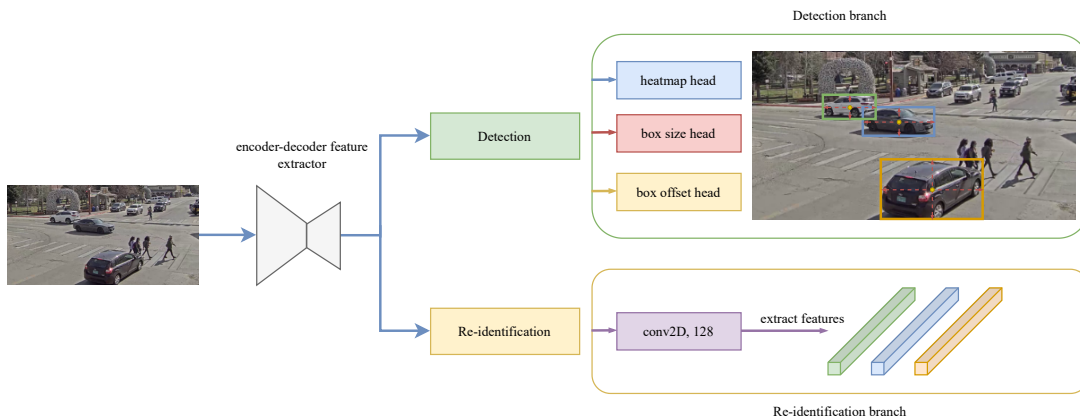 Detection branch
heatmap head
encoder-decoder feature
extractor
Detection
box size head
box offset head
Re-identification
conv2D, 128
extract features
Re-identification branch